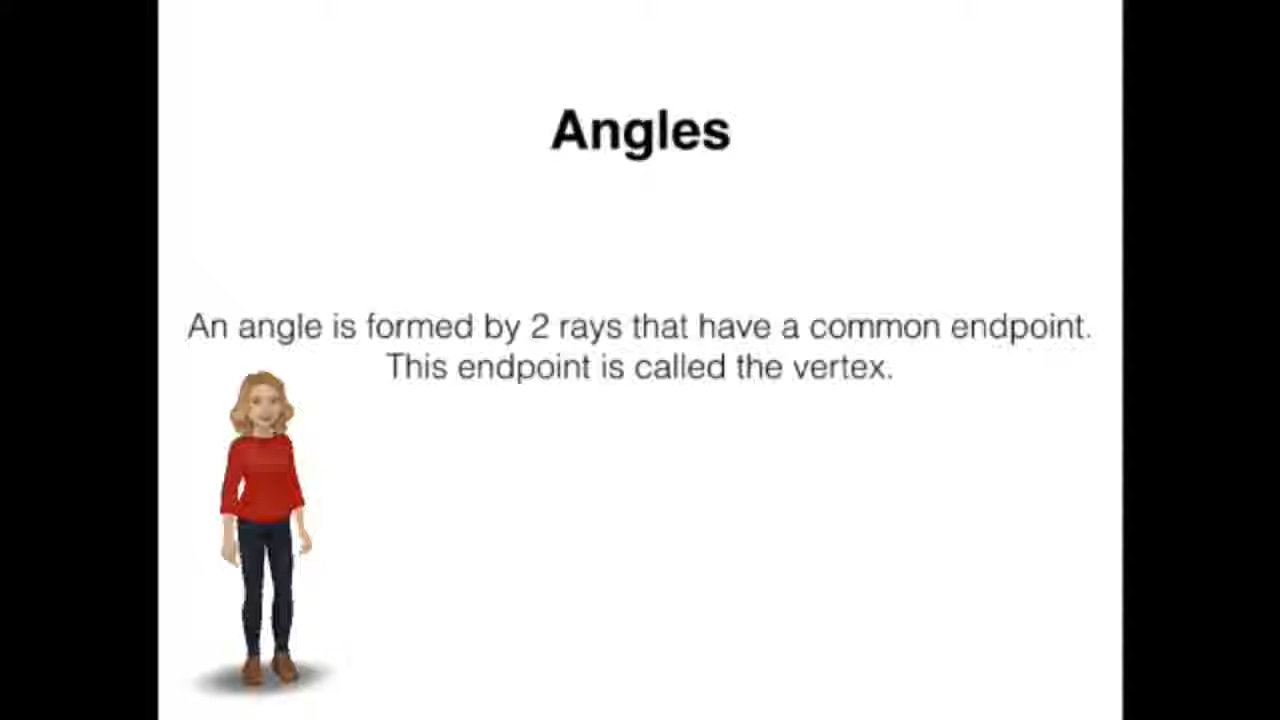 Angles
An angle is formed by 2 rays that have a common endpoint.
This endpoint is called the vertex.